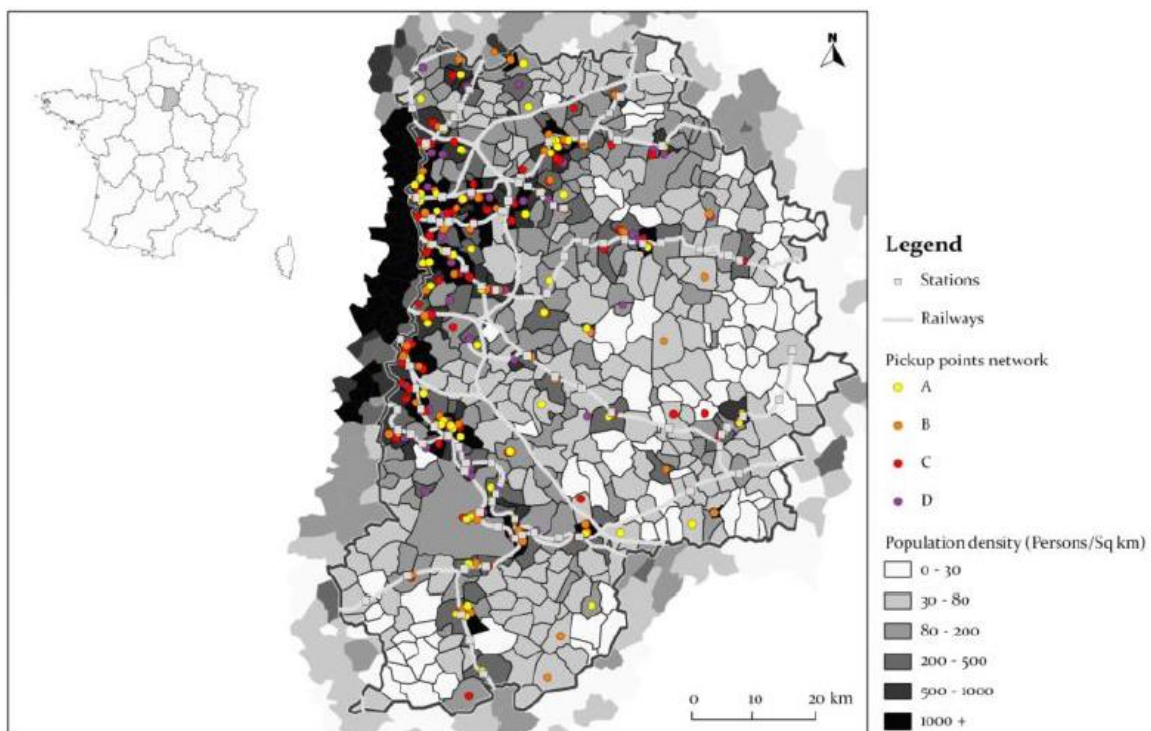 N
Legend
Stations
Railways
Pickup points network
A
B
C
D
Population density (Persons/Sq km)
0 - 30
30 - 80
80 - 200
200 - 500
500 - 1000
1000 +
0 10 20 km